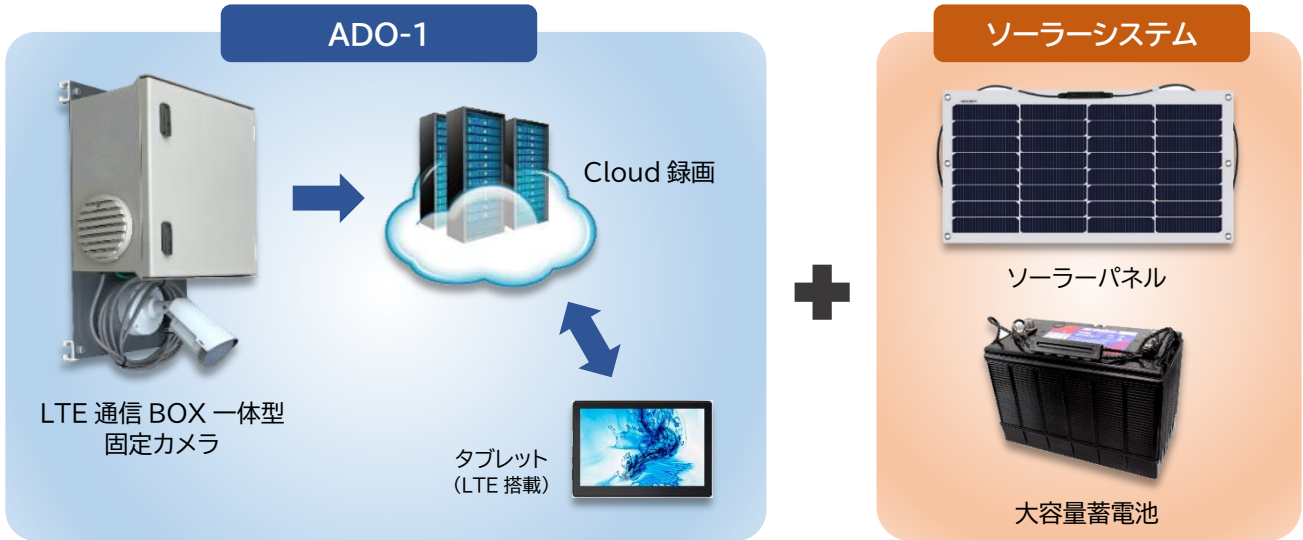 ADO-1
ソーラーシステム
Cloud 録画
ソーラーパネル
LTE 通信 BOX 一体型
固定カメラ
タブレット
（LTE 搭載）
大容量蓄電池